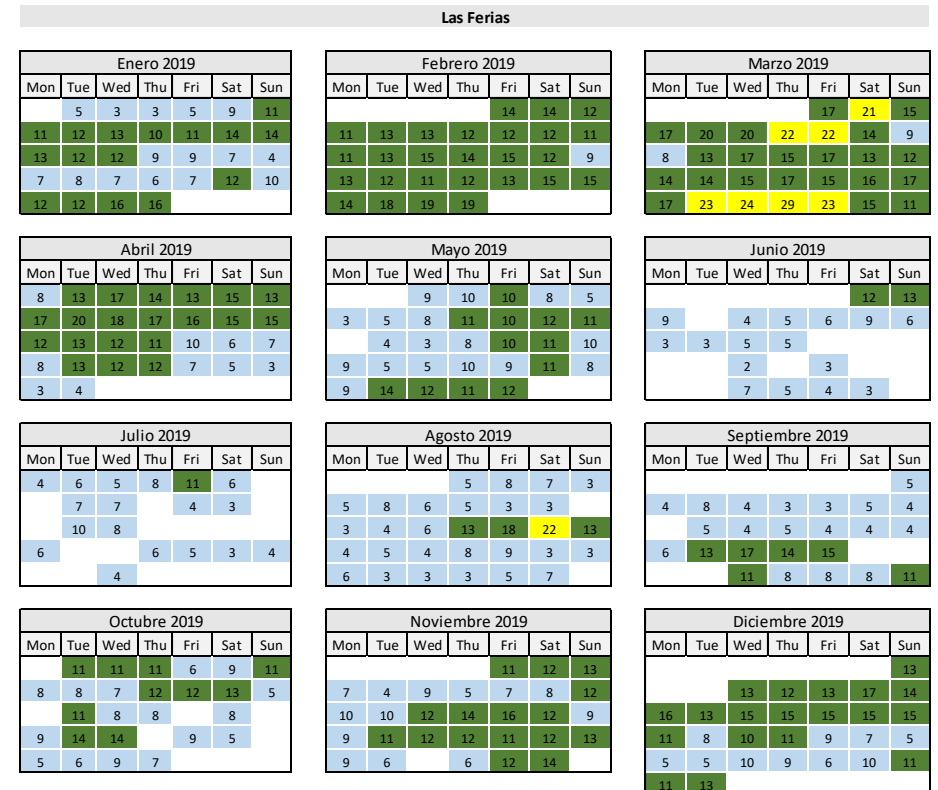 Las Ferias
Enero 2019 Febrero 2019 Marzo 2019
Mon Tue Wed Thu Fri Sat Sun Mon Tue Wed Thu Fri Sat Sun Mon Tue Wed Thu Fri Sat Sun
5 3 3 5 9 11 14 14 12 17 21 15
11 12 13 10 11 14 14 11 13 13 12 12 12 11 17 20 20 22 22 14 9
13 12 12 9 9 7 4 11 13 15 14 15 12 9 8 13 17 15 17 13 12
7 8 7 6 7 12 10 13 12 11 12 13 15 15 14 14 15 17 15 16 17
12 12 16 16 14 18 19 19 17 23 24 29 23 15 11
Abril 2019 Mayo 2019 Junio 2019
Mon Tue Wed Thu Fri Sat Sun Mon Tue Wed Thu Fri Sat Sun Mon Tue Wed Thu Fri Sat Sun
8 13 17 14 13 15 13 9 10 10 8 5 12 13
17 20 18 17 16 15 15 3 5 8 11 10 12 11 9 4 5 6 9 6
12 13 12 11 10 6 7 4 3 8 10 11 10 3 3 5 5
8 13 12 12 7 5 3 9 5 5 10 9 11 8 2 3
3 4 9 14 12 11 12 7 5 4 3
Julio 2019 Agosto 2019 Septiembre 2019
Mon Tue Wed Thu Fri Sat Sun Mon Tue Wed Thu Fri Sat Sun Mon Tue Wed Thu Fri Sat Sun
4 6 5 8 11 6 5 8 7 3 5
7 7 4 3 5 8 6 5 3 3 4 8 4 3 3 5 4
10 8 3 4 6 13 18 22 13 5 4 5 4 4 4
6 6 5 3 4 4 5 4 8 9 3 3 6 13 17 14 15
4 6 3 3 3 5 7 11 8 8 8 11
Octubre 2019 Noviembre 2019 Diciembre 2019
Mon Tue Wed Thu Fri Sat Sun Mon Tue Wed Thu Fri Sat Sun Mon Tue Wed Thu Fri Sat Sun
11 11 11 6 9 11 11 12 13 13
8 8 7 12 12 13 5 7 4 9 5 7 8 12 13 12 13 17 14
11 8 8 8 10 10 12 14 16 12 9 16 13 15 15 15 15 15
9 14 14 9 5 9 11 12 12 11 12 13 11 8 10 11 9 7 5
5 6 9 7 9 6 6 12 14 5 5 10 9 6 10 11
11 13